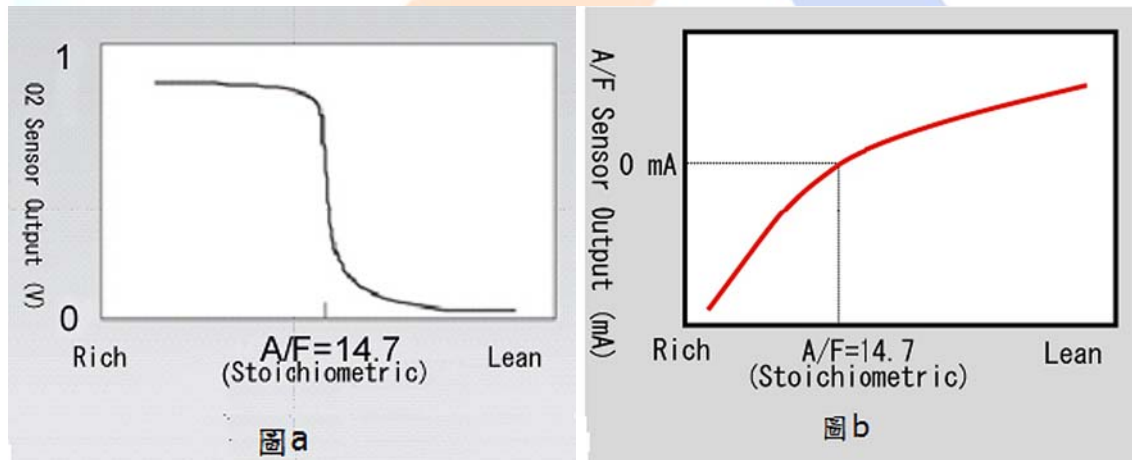 1
O2 Sensor Output (V)
0
Rich
A/F=14.7
(Stoichiometric)
Lean
圖a
A/F Sensor Output (mA)
0 mA
Rich
A/F=14.7
(Stoichiometric)
Lean
圖b